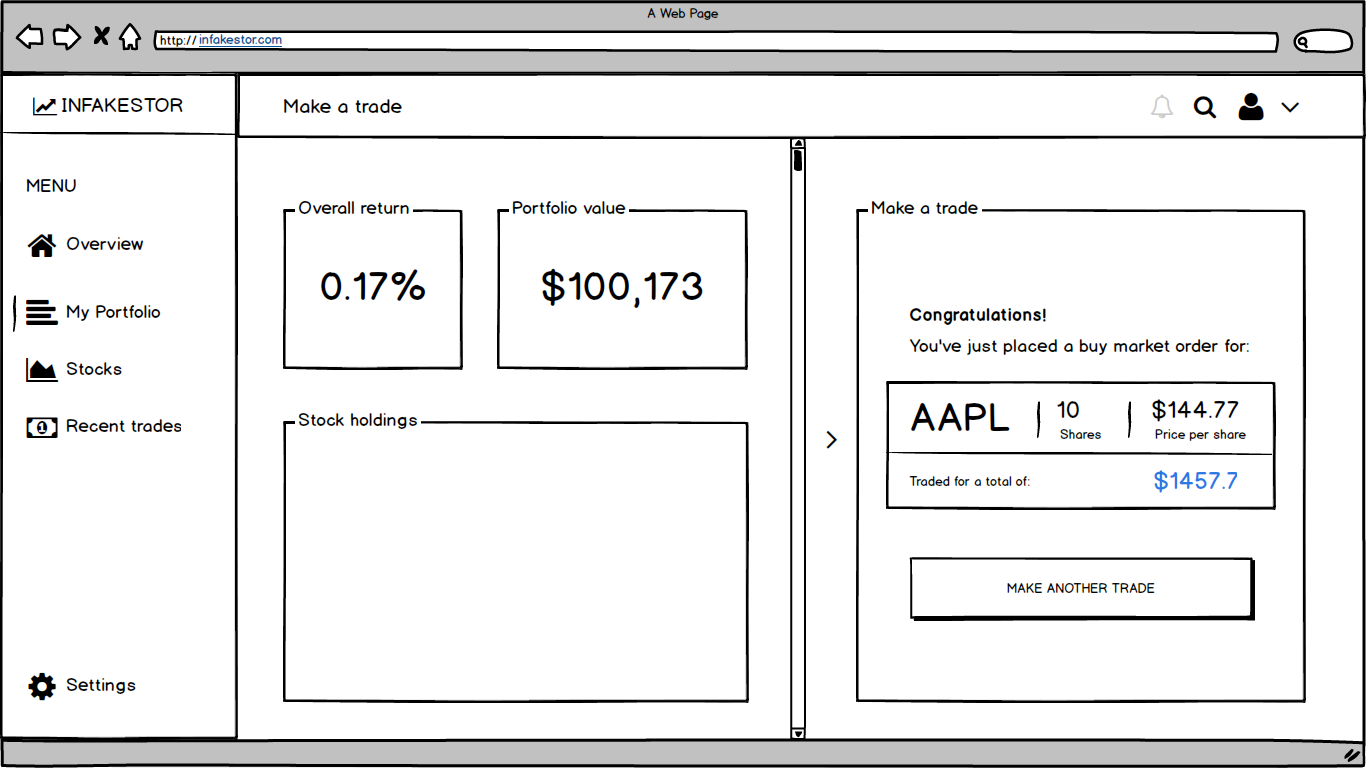 A Web Page
http://infakestor.com
INFAKESTOR
Make a trade
MENU
Overview
My Portfolio
Stocks
Recent trades
Settings
Overall return
0.17%
Portfolio value
$100,173
Stock holdings
Make a trade
Congratulations!
You've just placed a buy market order for:
AAPL
10
Shares
$144.77
Price per share
Traded for a total of:
$1457.7
MAKE ANOTHER TRADE